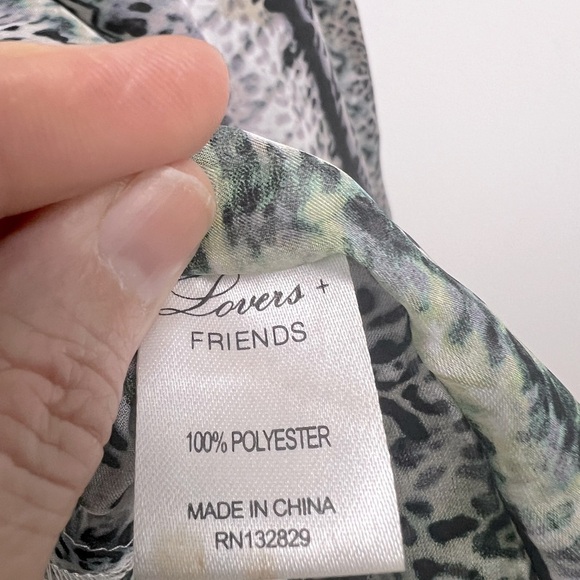 Lovers +
FRIENDS
100% POLYESTER
MADE IN CHINA
RN132829